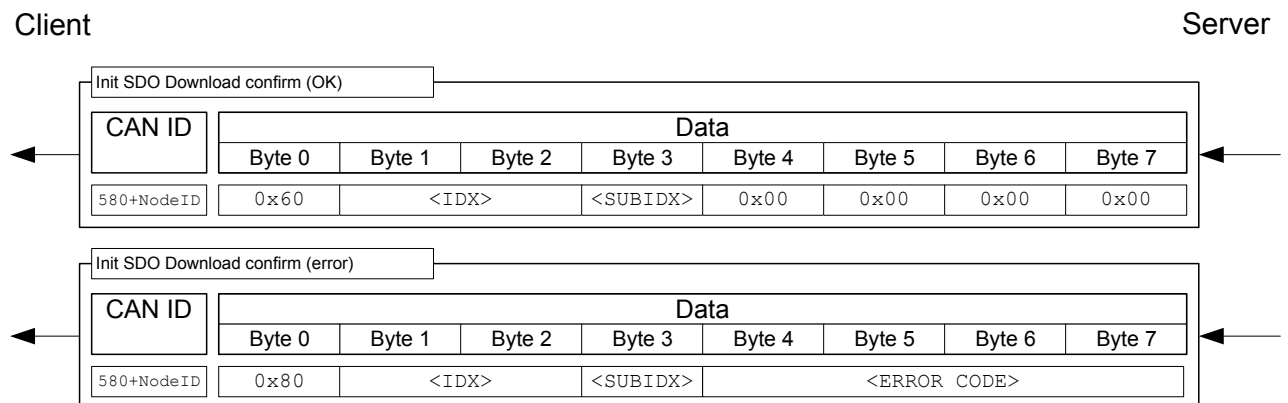 Client Server
Init SDO Download confirm (OK)
CAN ID Data
Byte 0 Byte 1 Byte 2 Byte 3 Byte 4 Byte 5 Byte 6 Byte 7
580+NodeID 0x60 <IDX> <SUBIDX> 0x00 0x00 0x00 0x00
Init SDO Download confirm (error)
CAN ID Data
Byte 0 Byte 1 Byte 2 Byte 3 Byte 4 Byte 5 Byte 6 Byte 7
580+NodeID 0x80 <IDX> <SUBIDX> <ERROR CODE>